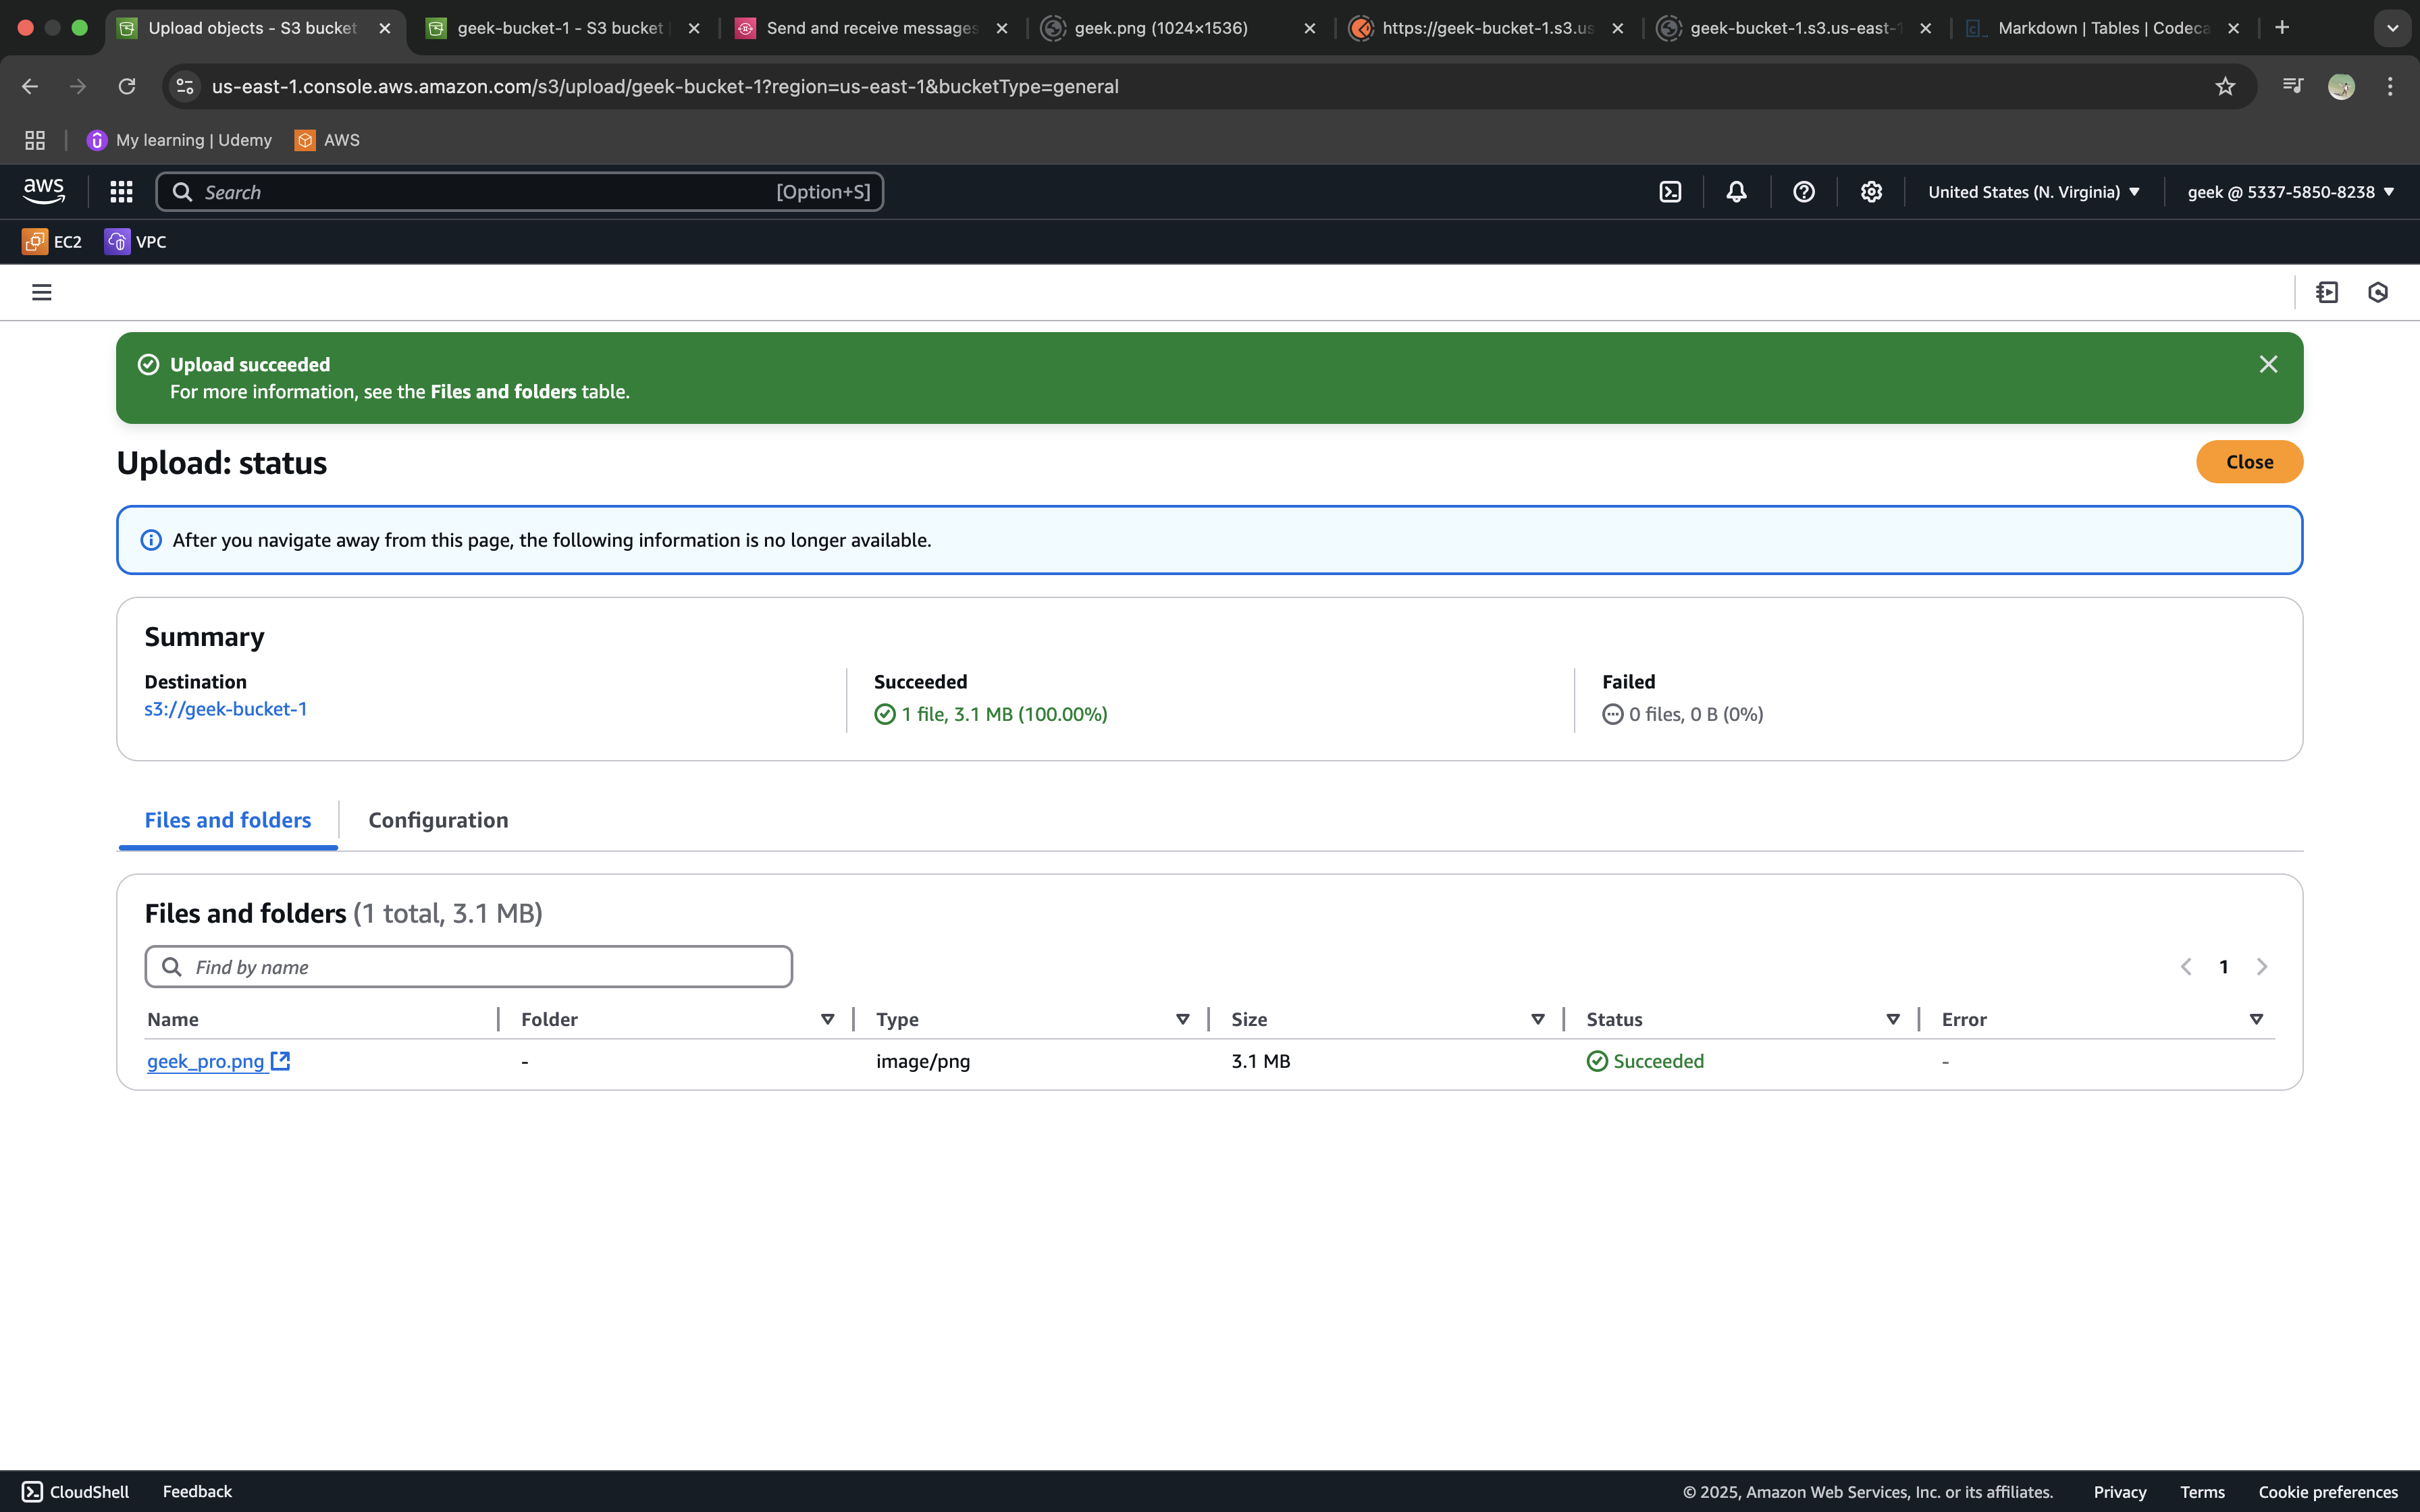 Upload objects - S3 bucket
geek-bucket-1 - S3 bucket
Send and receive messages
geek.png (1024×1536)
https://geek-bucket-1.s3.us
geek-bucket-1.s3.us-east-1
Markdown | Tables | Codeca
us-east-1.console.aws.amazon.com/s3/upload/geek-bucket-1?region=us-east-1&bucketType=general
My learning | Udemy
AWS
aws
Search
[Option+S]
United States (N. Virginia)
geek @ 5337-5850-8238
EC2
VPC
Upload succeeded
For more information, see the Files and folders table.
Upload: status
Close
After you navigate away from this page, the following information is no longer available.
Summary
Destination
s3://geek-bucket-1
Succeeded
1 file, 3.1 MB (100.00%)
Failed
0 files, 0 B (0%)
Files and folders
Configuration
Files and folders (1 total, 3.1 MB)
Find by name
1
Name
Folder
Type
Size
Status
Error
geek_pro.png
-
image/png
3.1 MB
Succeeded
-
CloudShell
Feedback
© 2025, Amazon Web Services, Inc. or its affiliates.
Privacy
Terms
Cookie preferences